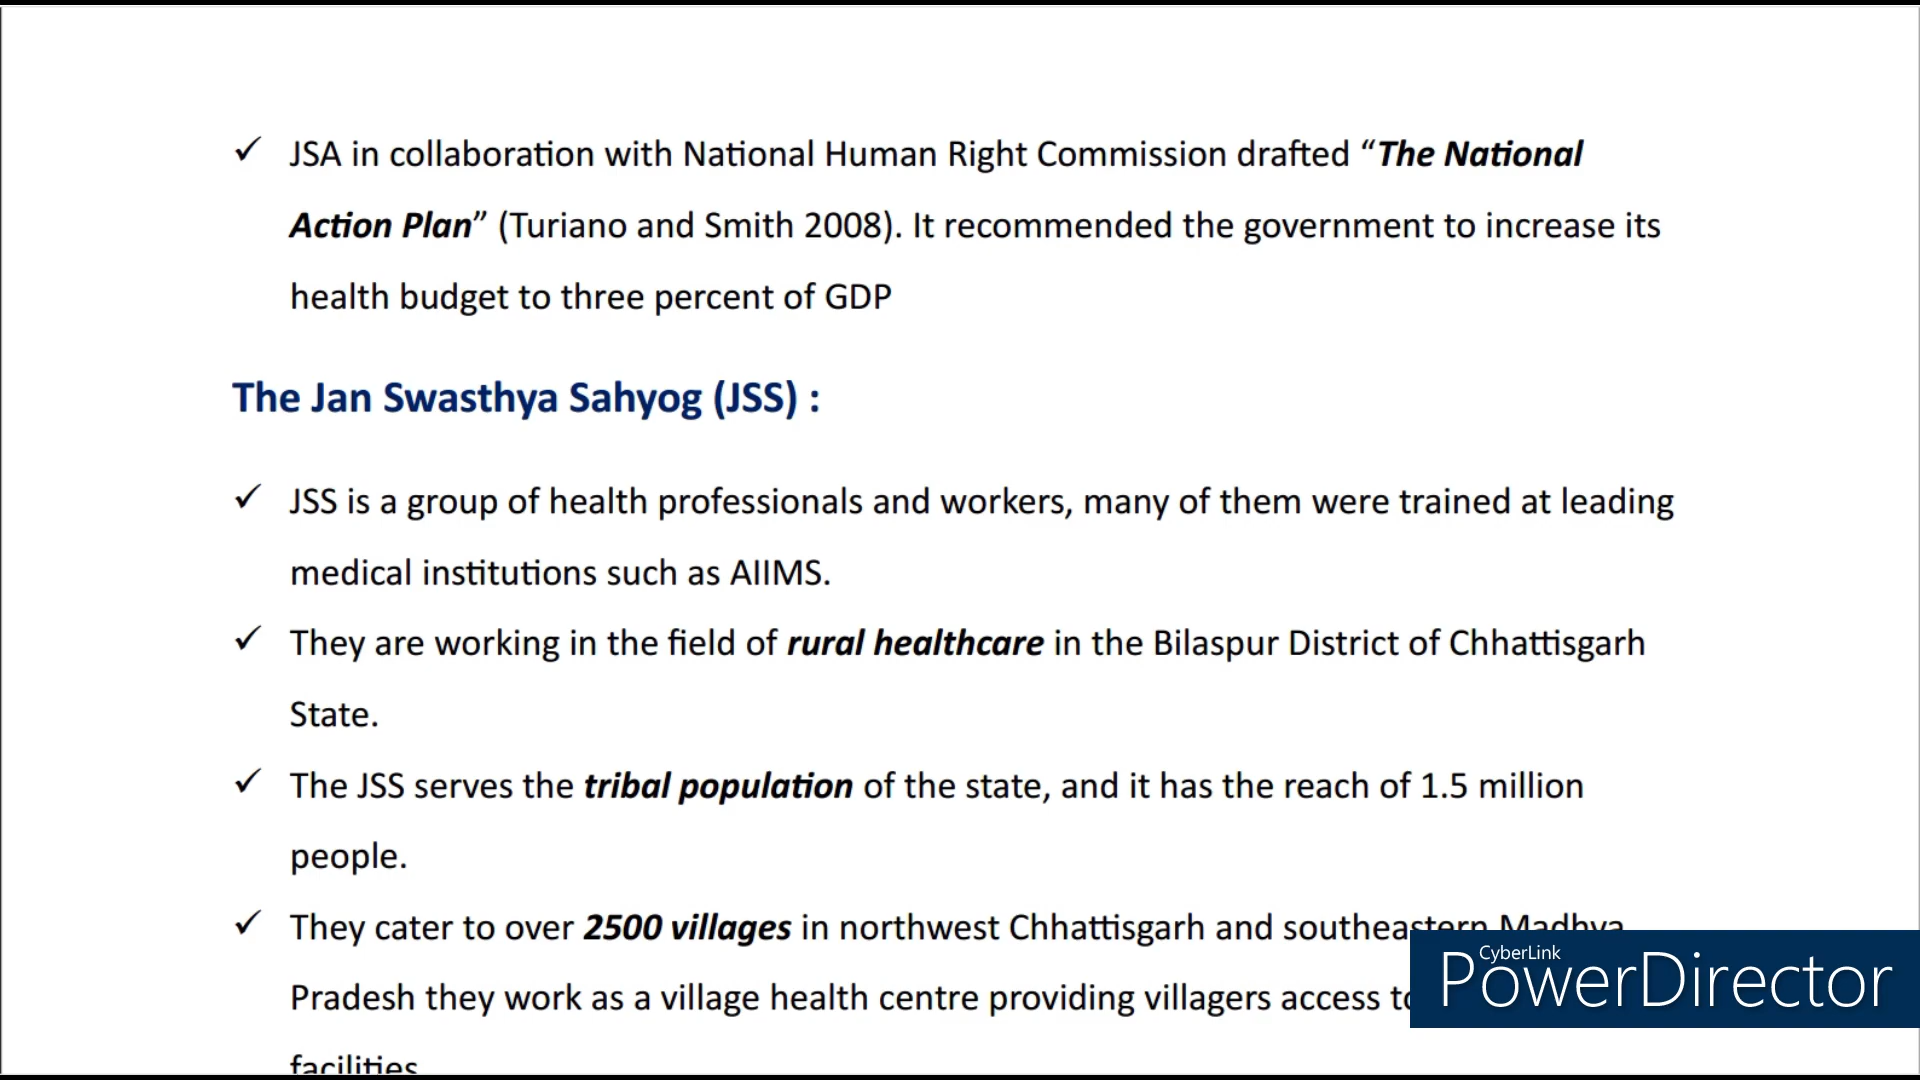 ✓ JSA in collaboration with National Human Right Commission drafted “The National
Action Plan” (Turiano and Smith 2008). It recommended the government to increase its
health budget to three percent of GDP
The Jan Swasthya Sahyog (JSS) :
✓ JSS is a group of health professionals and workers, many of them were trained at leading
medical institutions such as AIIMS.
✓ They are working in the field of rural healthcare in the Bilaspur District of Chhattisgarh
State.
✓ The JSS serves the tribal population of the state, and it has the reach of 1.5 million
people.
✓ They cater to over 2500 villages in northwest Chhattisgarh and southeastern Madhya
Pradesh they work as a village health centre providing villagers access to
facilities
CyberLink
PowerDirector